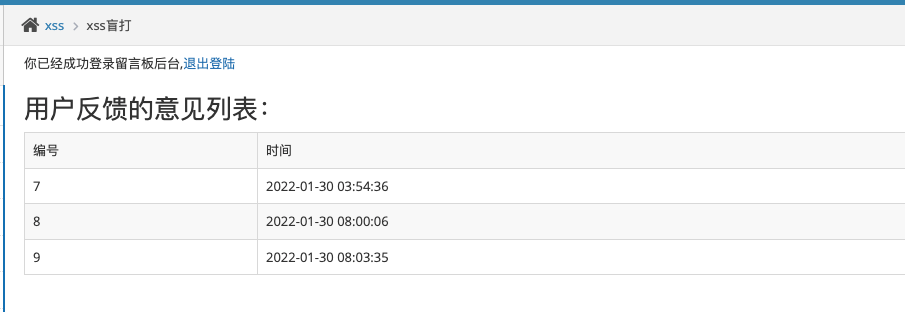 xss > xss盲打
你已经成功登录留言板后台,退出登陆
用户反馈的意见列表：
编号 时间
7 2022-01-30 03:54:36
8 2022-01-30 08:00:06
9 2022-01-30 08:03:35